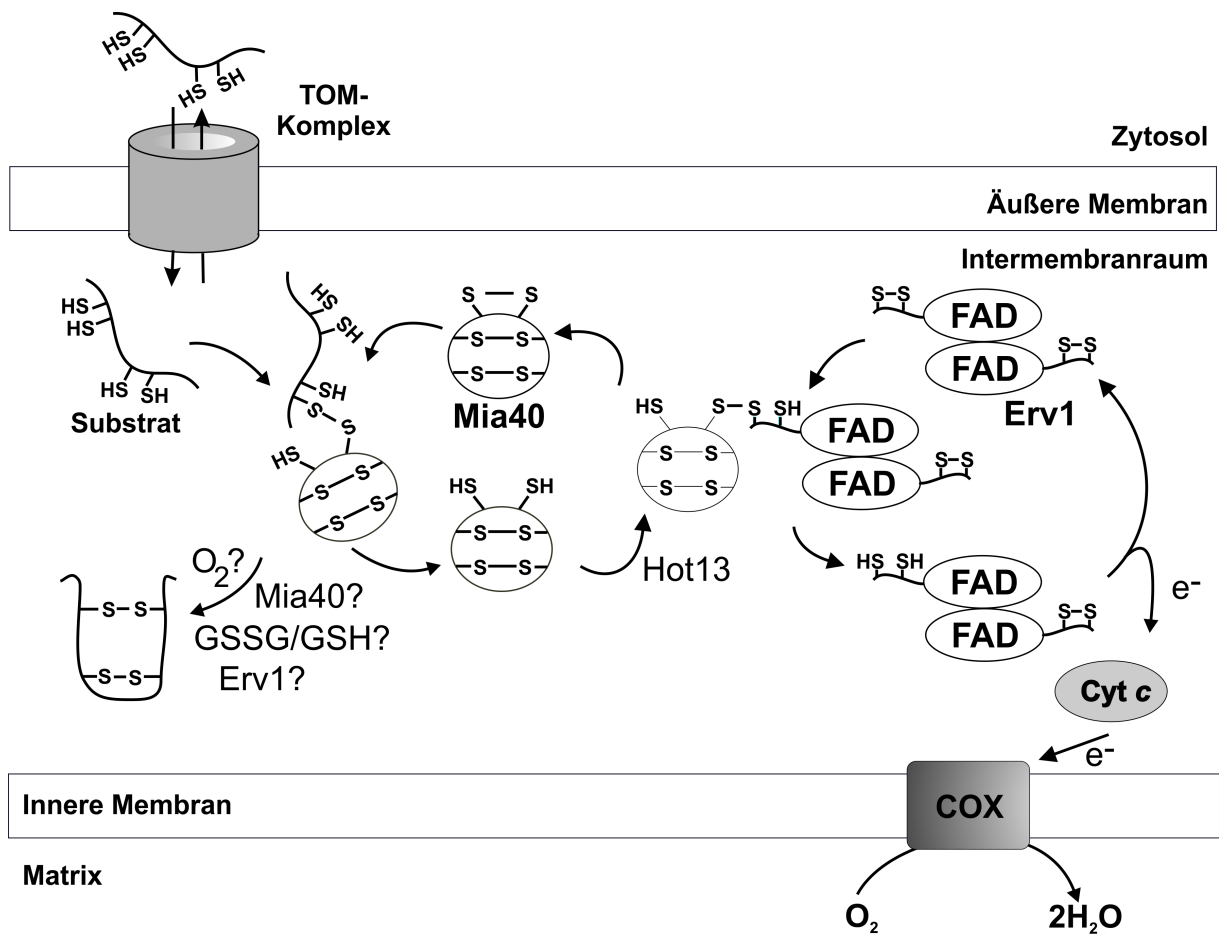 HS
HS
HS
SH
TOM-
Komplex
Zytosol
Äußere Membran
Intermembranraum
HS
HS
HS
SH
Substrat
HS
SH
SH
S
S
HS
S
S
S
S
S
S
S
S
S
S
Mia40
HS
SH
S
S
S
S
HS
S
S
SH
S
S
S
S
Hot13
FAD
FAD
S
S
S-S
FAD
FAD
S-S
Erv1
HS
SH
FAD
FAD
S-S
e-
O2?
Mia40?
GSSG/GSH?
Erv1?
S-S
S-S
Cyt c
e-
Innere Membran
COX
Matrix
O2
2H2O